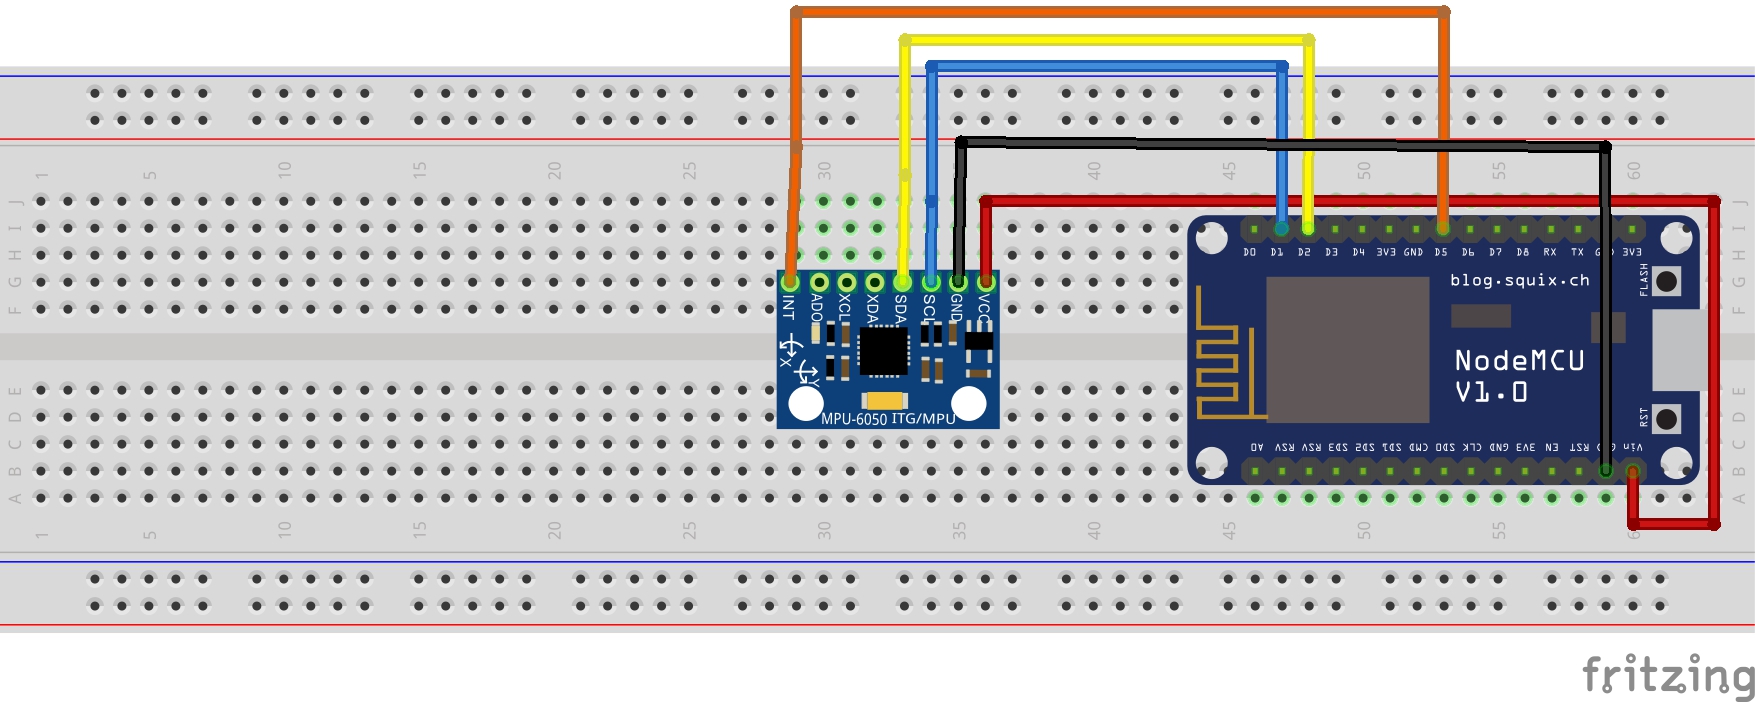 1 5 10 15 20 25 30 35 40 45 50 55 60
J J
I I
H H
G G
F F
D0 D1 D2 D3 D4 3V3 GND D5 D6 D7 D8 RX TX 3V3
FLASH
blog.squix.ch
INT AD0 XCL XDA SDA SCL GND VCC
NodeMCU
V1.0
X
Y
MPU-6050 ITG/MPU
RST
A0 RSV RSV SD3 SD2 SD1 CMD SD0 CLK GND 3V3 EN RST Vin
E E
D D
C C
B B
A A
1 5 10 15 20 25 30 35 40 45 50 55
fritzing